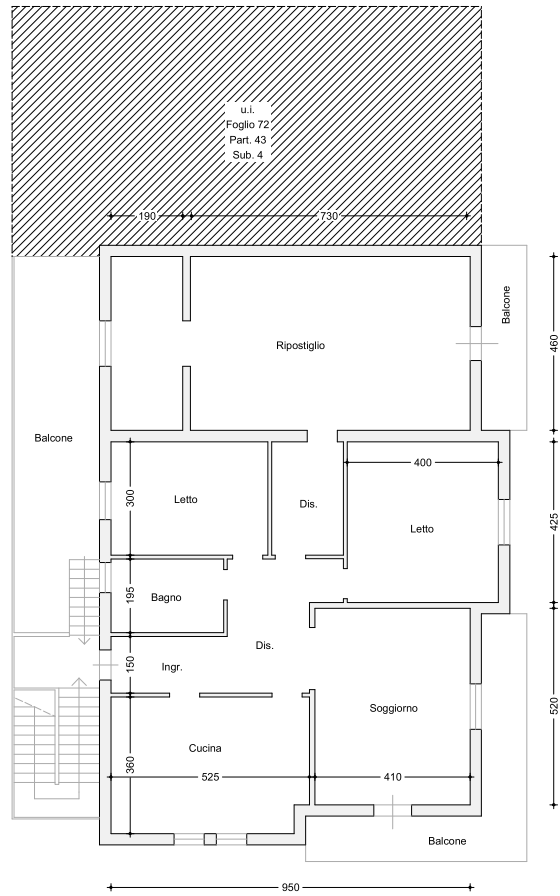 u.i.
Foglio 72
Part. 43
Sub. 4
190
730
Balcone
460
Ripostiglio
Balcone
400
300
Letto
Dis.
Letto
425
195
Bagno
150
Ingr.
Dis.
Soggiorno
520
360
Cucina
525
410
Balcone
950